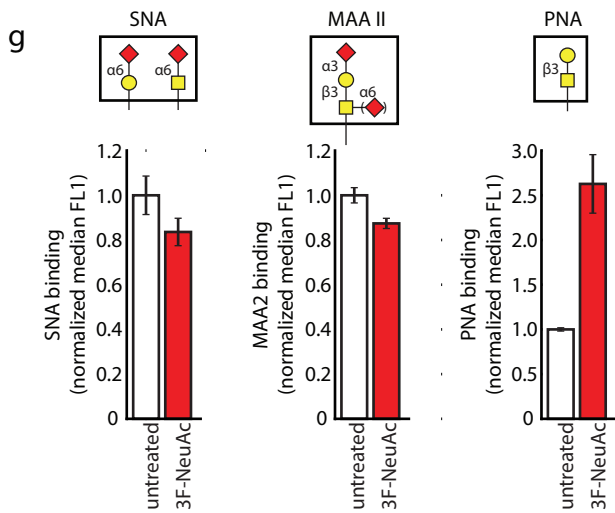 g
SNA
α6
α6
SNA binding
(normalized median FL1)
1.2
1.0
0.8
0.6
0.4
0.2
0
untreated
3F-NeuAc
MAA II
α3
β3
α6
( )
MAA2 binding
(normalized median FL1)
1.2
1.0
0.8
0.6
0.4
0.2
0
untreated
3F-NeuAc
PNA
β3
PNA binding
(normalized median FL1)
3.0
2.5
2.0
1.5
1.0
0.5
0
untreated
3F-NeuAc